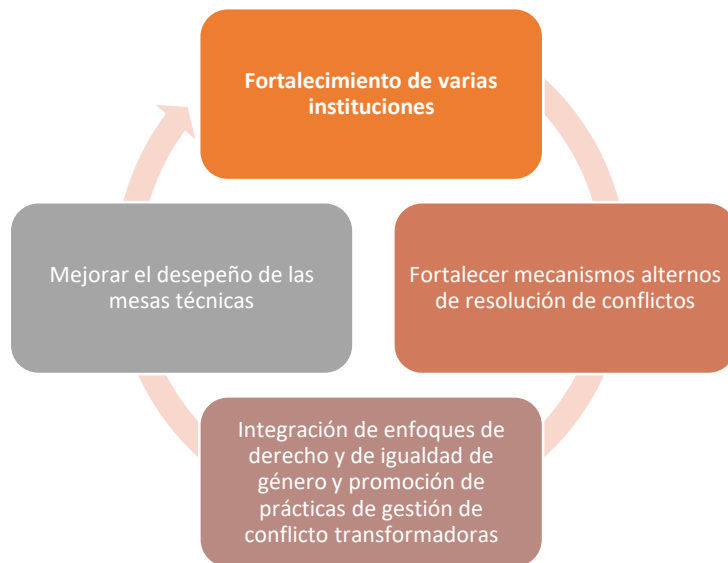 Fortalecimiento de varias
instituciones
Fortalecer mecanismos alternos
de resolución de conflictos
Integración de enfoques de
derecho y de igualdad de
género y promoción de
prácticas de gestión de
conflicto transformadoras
Mejorar el desepeño de las
mesas técnicas